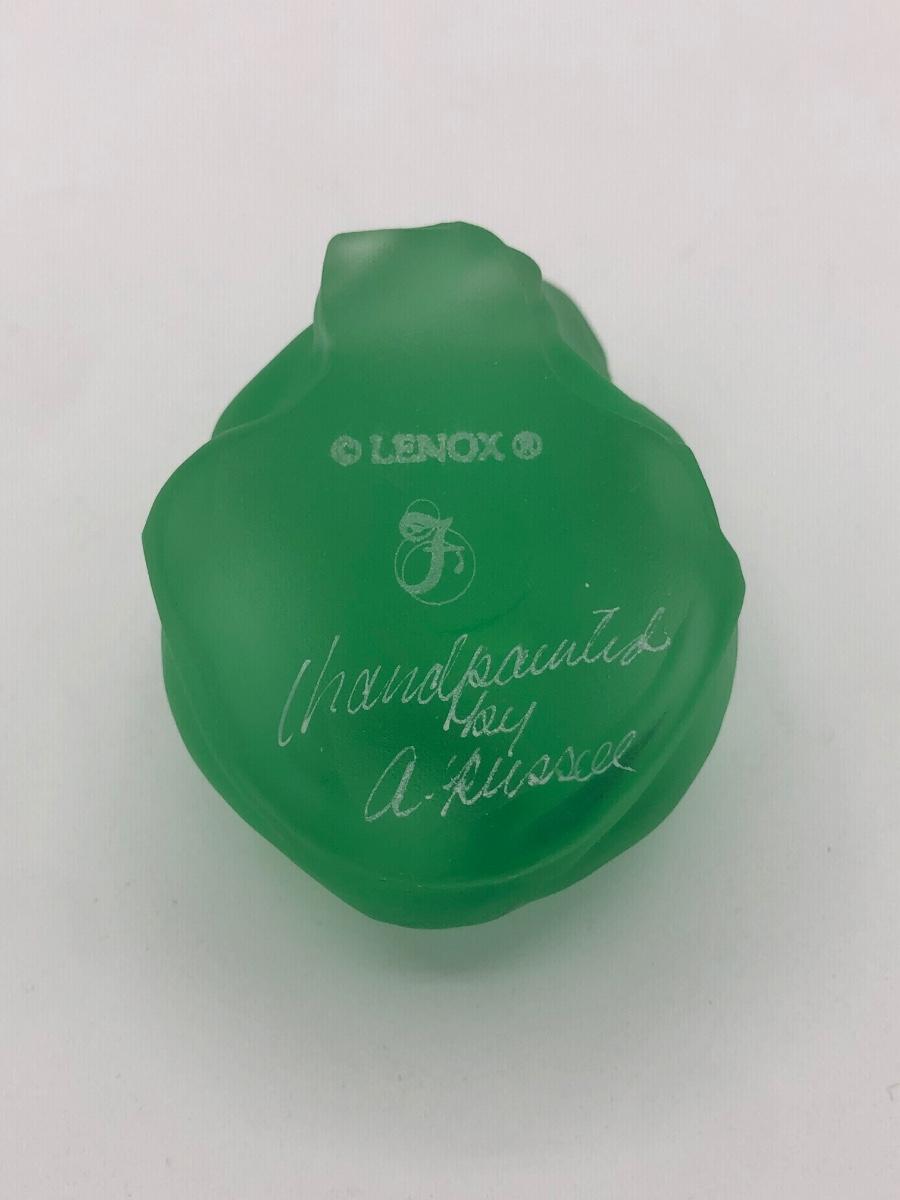 © LENOX ®
F
Handpainted
by
A. Russell